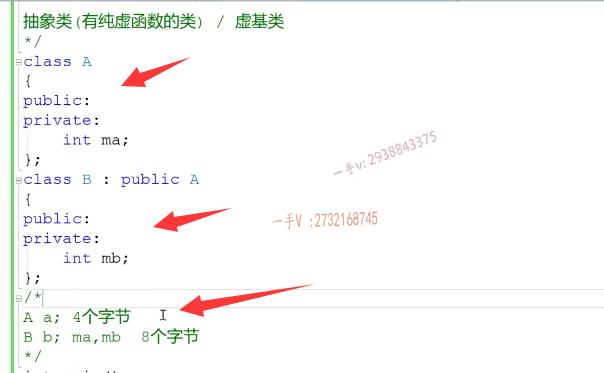 抽象类(有纯虚函数的类) / 虚基类
*/
class A
{
public:
private:
    int ma;
};
class B : public A
{
public:
private:
    int mb;
};
/*
A a; 4个字节
B b; ma,mb  8个字节
*/
一手v:2938843375
一手V :2732168745